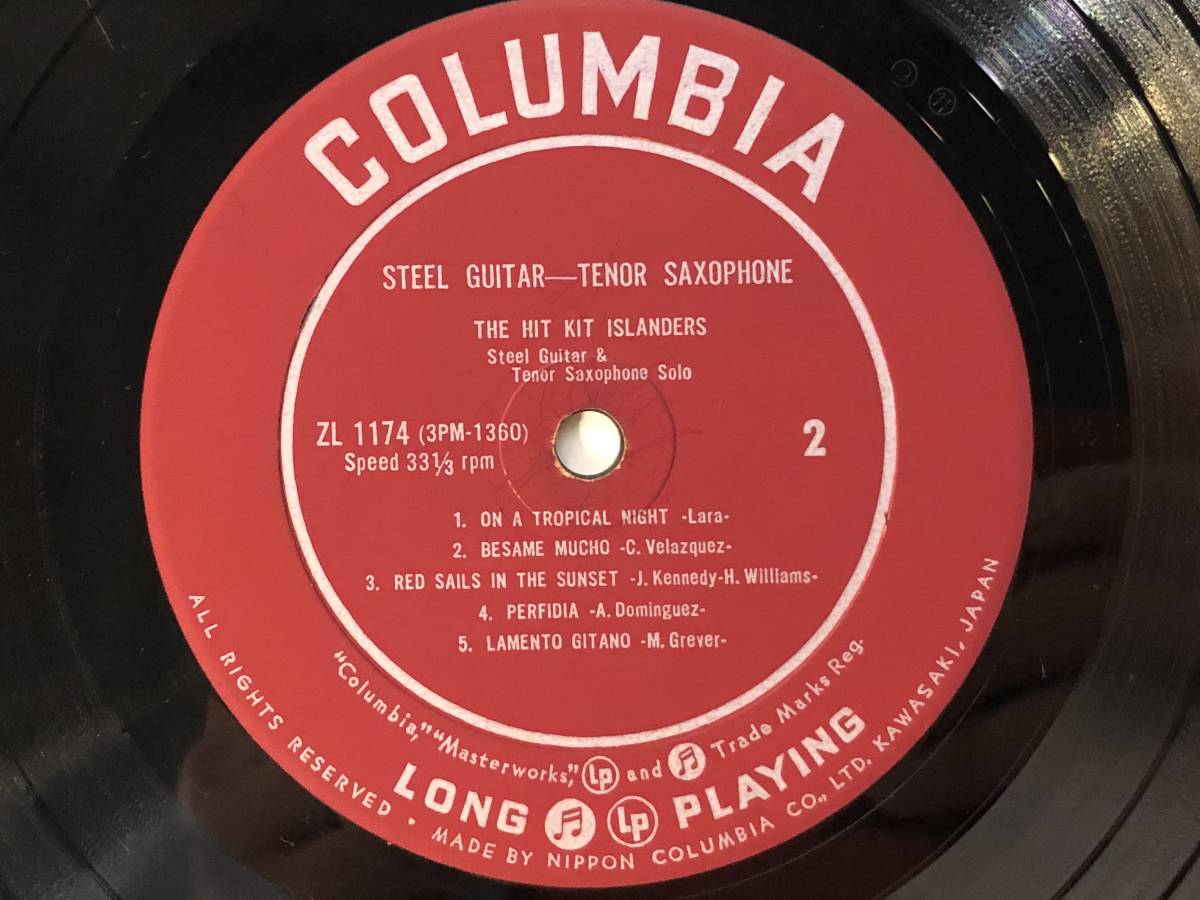 COLUMBIA
STEEL GUITAR—TENOR SAXOPHONE
THE HIT KIT ISLANDERS
Steel Guitar &
Tenor Saxophone Solo
ZL 1174 (3PM-1360)
Speed 33⅓ rpm
2
1. ON A TROPICAL NIGHT -Lara-
2. BESAME MUCHO -C. Velazquez-
3. RED SAILS IN THE SUNSET -J. Kennedy-H. Williams-
4. PERFIDIA -A. Dominguez-
5. LAMENTO GITANO -M. Grever-
"Columbia," "Masterworks," LP and Trade Marks Reg.
LONG LP PLAYING
ALL RIGHTS RESERVED • MADE BY NIPPON COLUMBIA CO., LTD. KAWASAKI, JAPAN